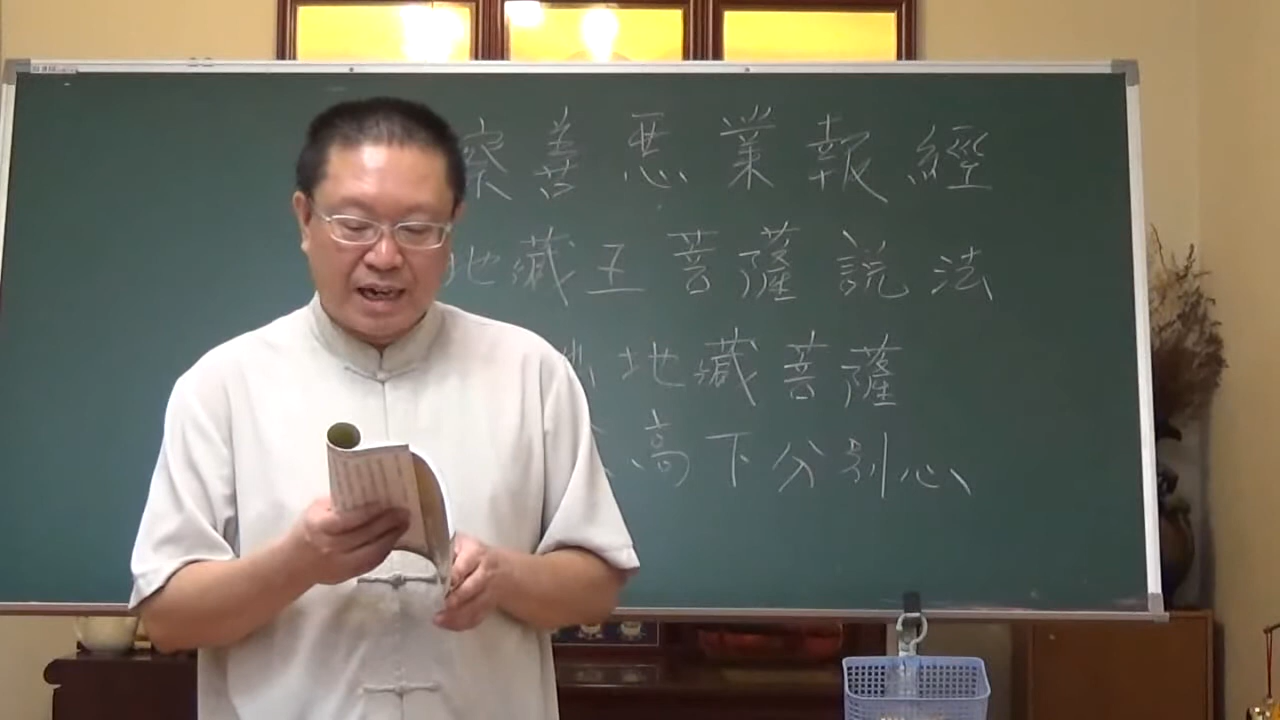 察善惡業報經
地藏王菩薩說法
地藏菩薩
高下分別心